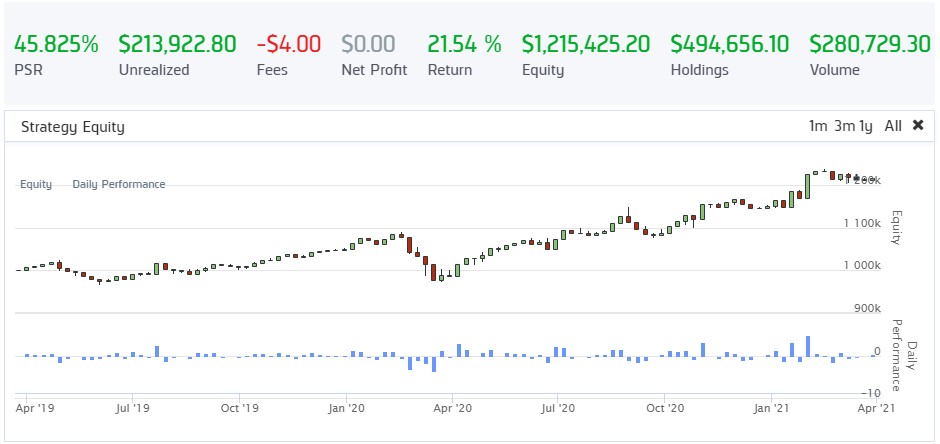 45.825% $213,922.80 -$4.00 $0.00 21.54 % $1,215,425.20 $494,656.10 $280,729.30
PSR Unrealized Fees Net Profit Return Equity Holdings Volume
Strategy Equity 1m 3m 1y All ✖
Equity Daily Performance
1 100k
1 000k
900k
Equity
0
-10
Daily
Performance
Apr '19 Jul '19 Oct '19 Jan '20 Apr '20 Jul '20 Oct '20 Jan '21 Apr '21